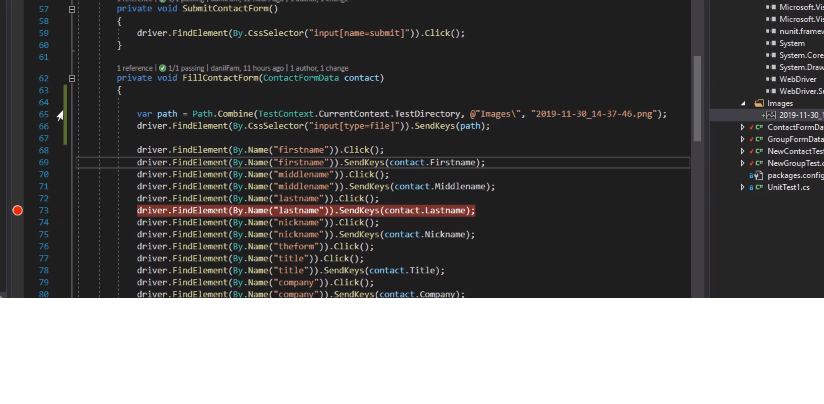 57 private void SubmitContactForm()
58 {
59 driver.FindElement(By.CssSelector("input[name=submit]")).Click();
60 }
61
1 reference | 1/1 passing | danilFam, 11 hours ago | 1 author, 1 change
62 private void FillContactForm(ContactFormData contact)
63 {
64
65 var path = Path.Combine(TestContext.CurrentContext.TestDirectory, @"Images\", "2019-11-30_14-37-46.png");
66 driver.FindElement(By.CssSelector("input[type=file]")).SendKeys(path);
67
68 driver.FindElement(By.Name("firstname")).Click();
69 driver.FindElement(By.Name("firstname")).SendKeys(contact.Firstname);
70 driver.FindElement(By.Name("middlename")).Click();
71 driver.FindElement(By.Name("middlename")).SendKeys(contact.Middlename);
72 driver.FindElement(By.Name("lastname")).Click();
73 driver.FindElement(By.Name("lastname")).SendKeys(contact.Lastname);
74 driver.FindElement(By.Name("nickname")).Click();
75 driver.FindElement(By.Name("nickname")).SendKeys(contact.Nickname);
76 driver.FindElement(By.Name("theform")).Click();
77 driver.FindElement(By.Name("title")).Click();
78 driver.FindElement(By.Name("title")).SendKeys(contact.Title);
79 driver.FindElement(By.Name("company")).Click();
80 driver.FindElement(By.Name("company")).SendKeys(contact.Company);
Microsoft.Vis
Microsoft.Vis
nunit.framew
System
System.Core
System.Draw
WebDriver
WebDriver.Su
Images
2019-11-30_1
C# ContactFormDa
C# GroupFormData
C# NewContactTest
C# NewGroupTest.c
packages.config
C# UnitTest1.cs